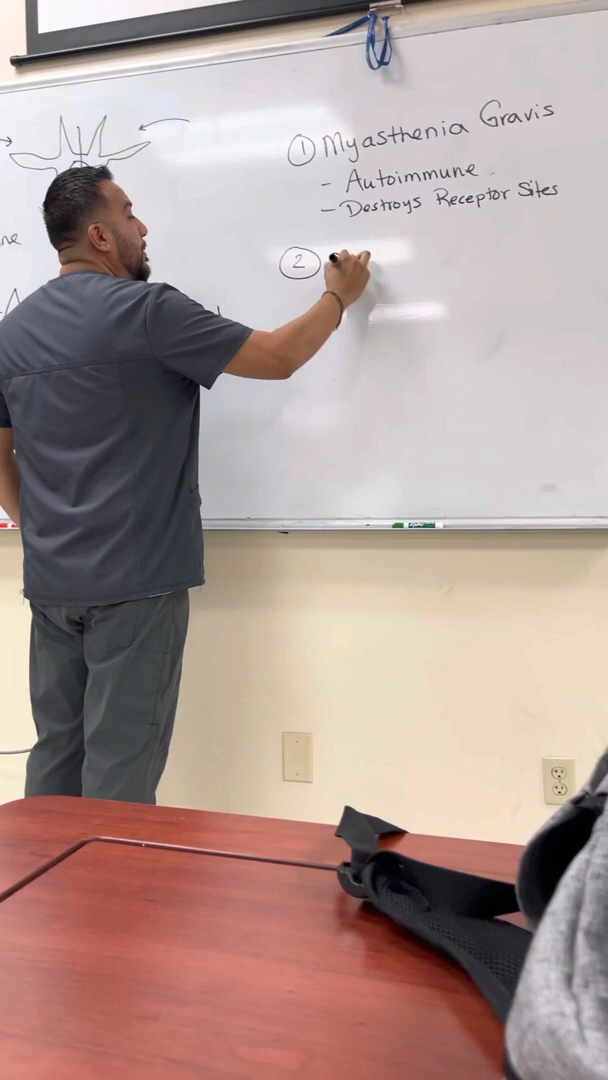 ① Myasthenia Gravis
- Autoimmune
- Destroys Receptor Sites
②